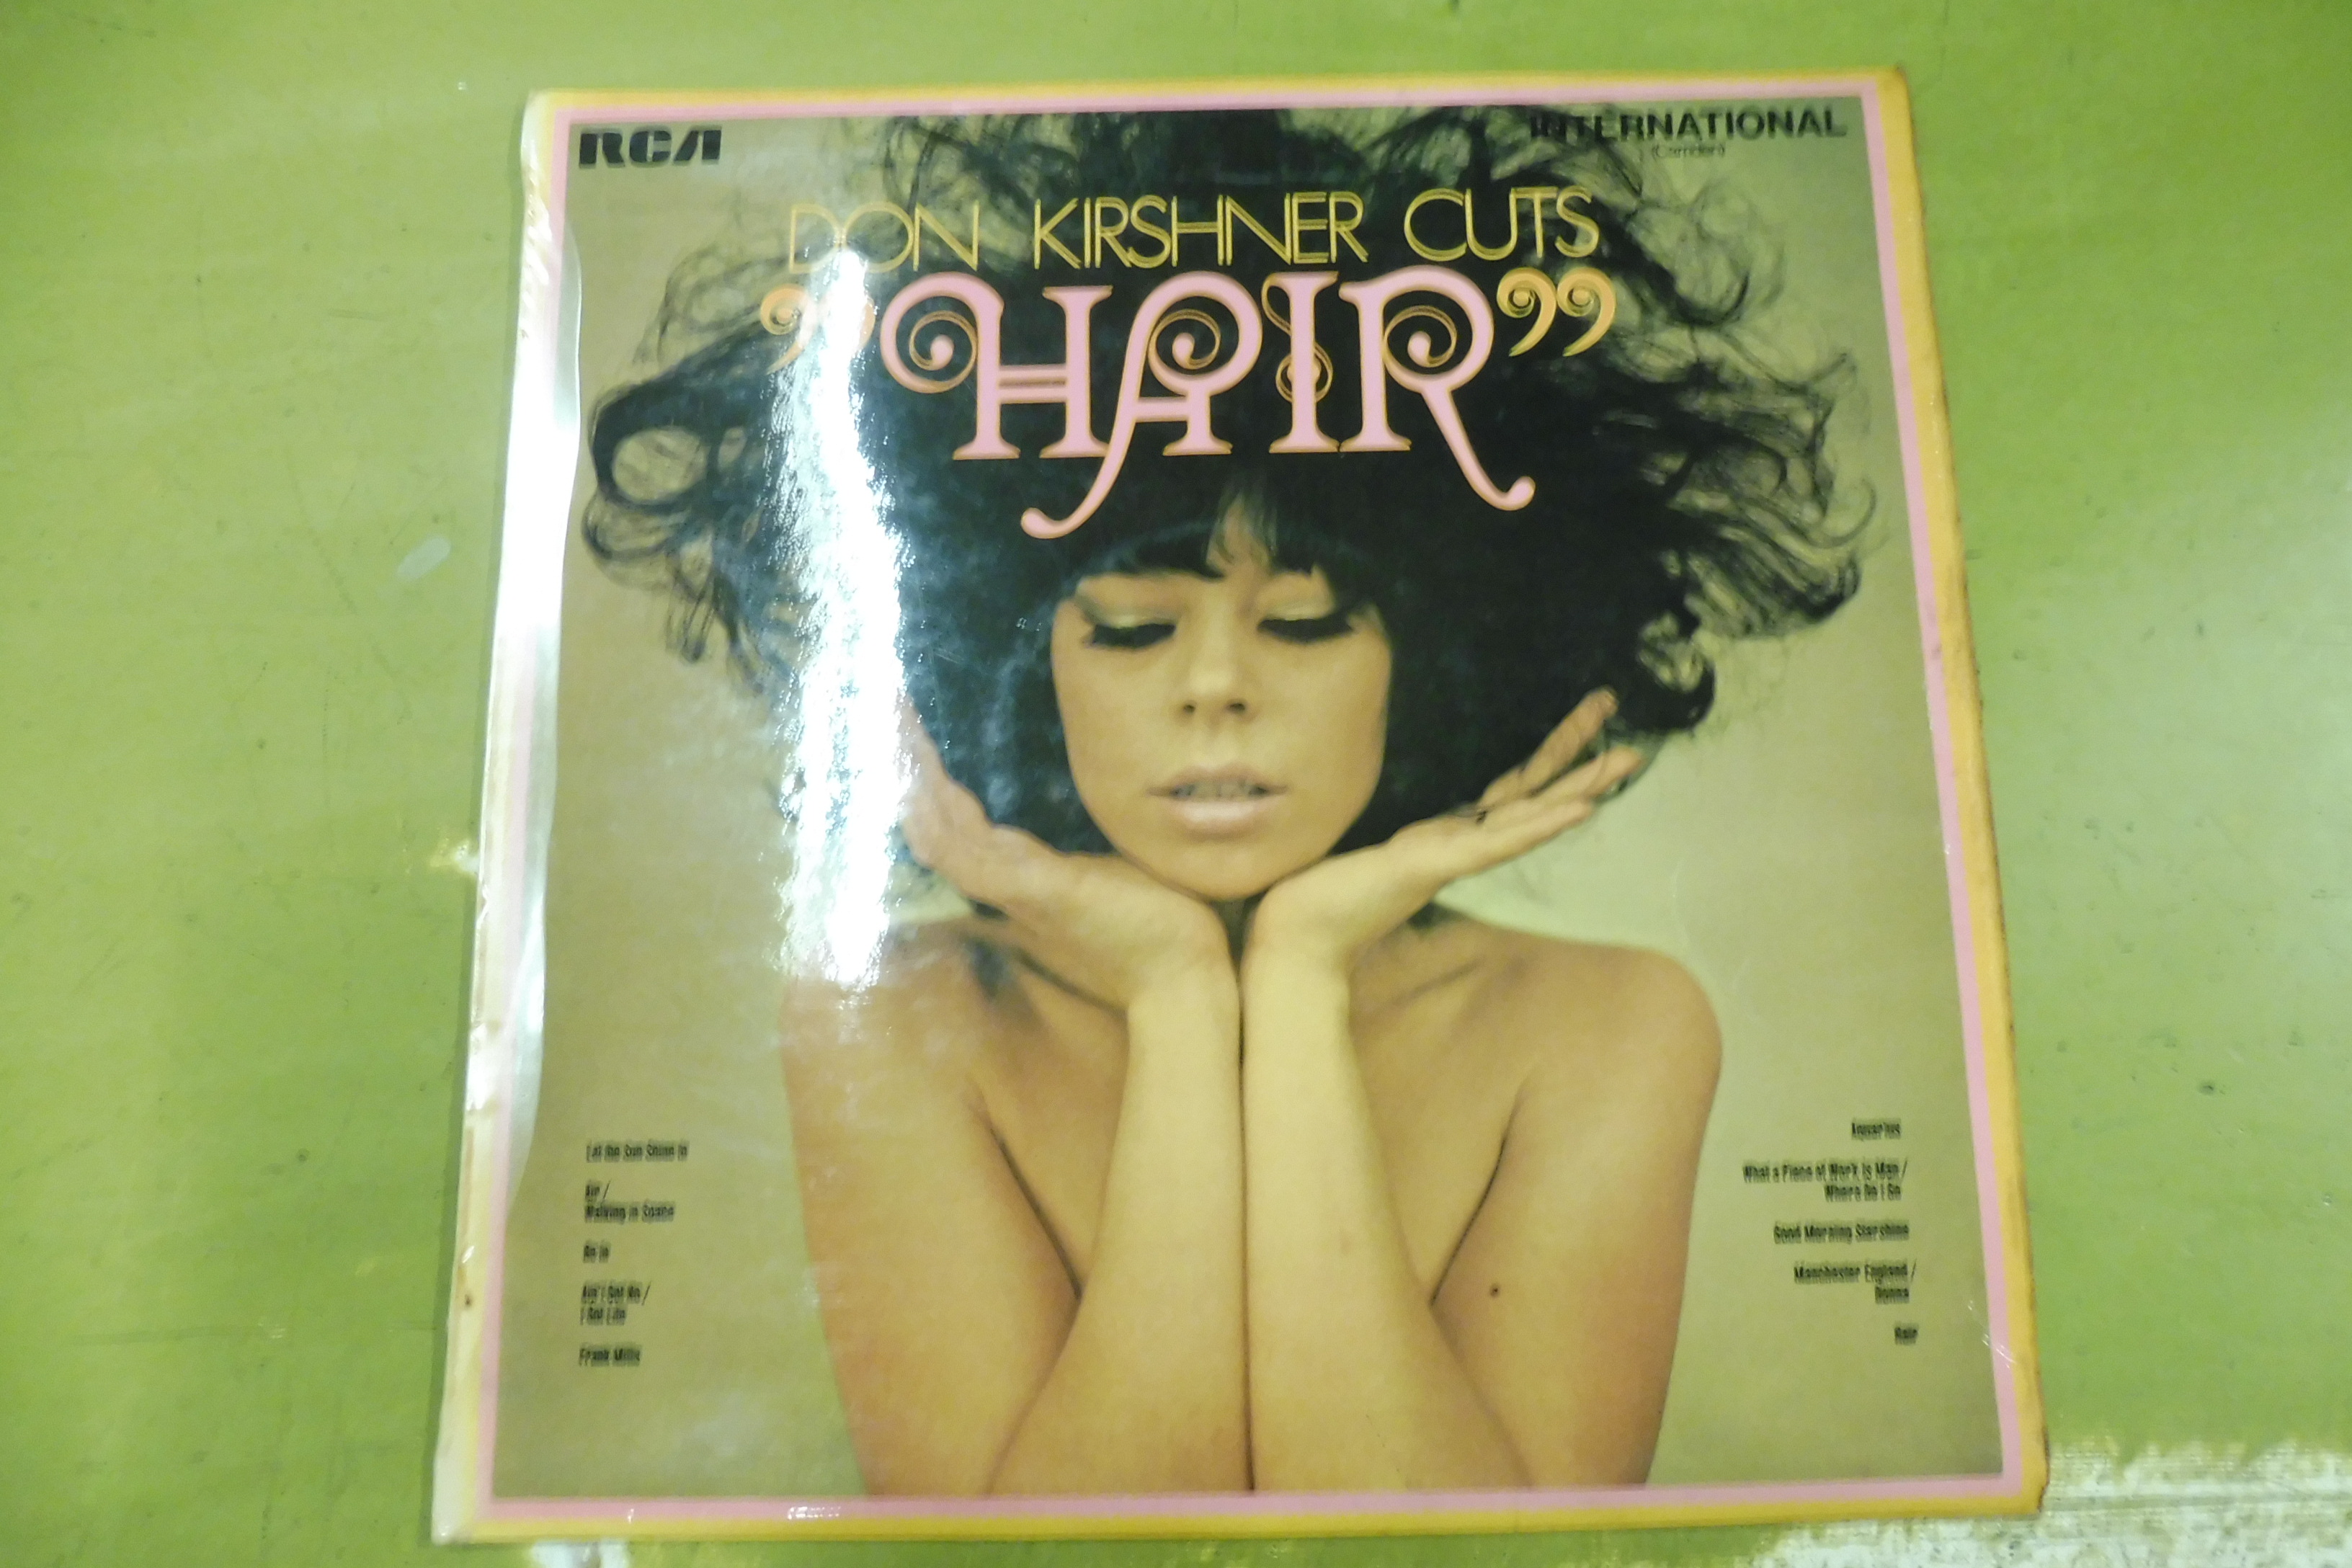 RCA
INTERNATIONAL
(Camden)
DON KIRSHNER CUTS
”HAIR”
Let the Sun Shine In
Air /
Walking in Space
Be In
Ain't Got No /
I Got Life
Frank Mills
Aquarius
What a Piece of Work is Man /
Where Do I Go
Good Morning Starshine
Manchester England /
Donna
Hair